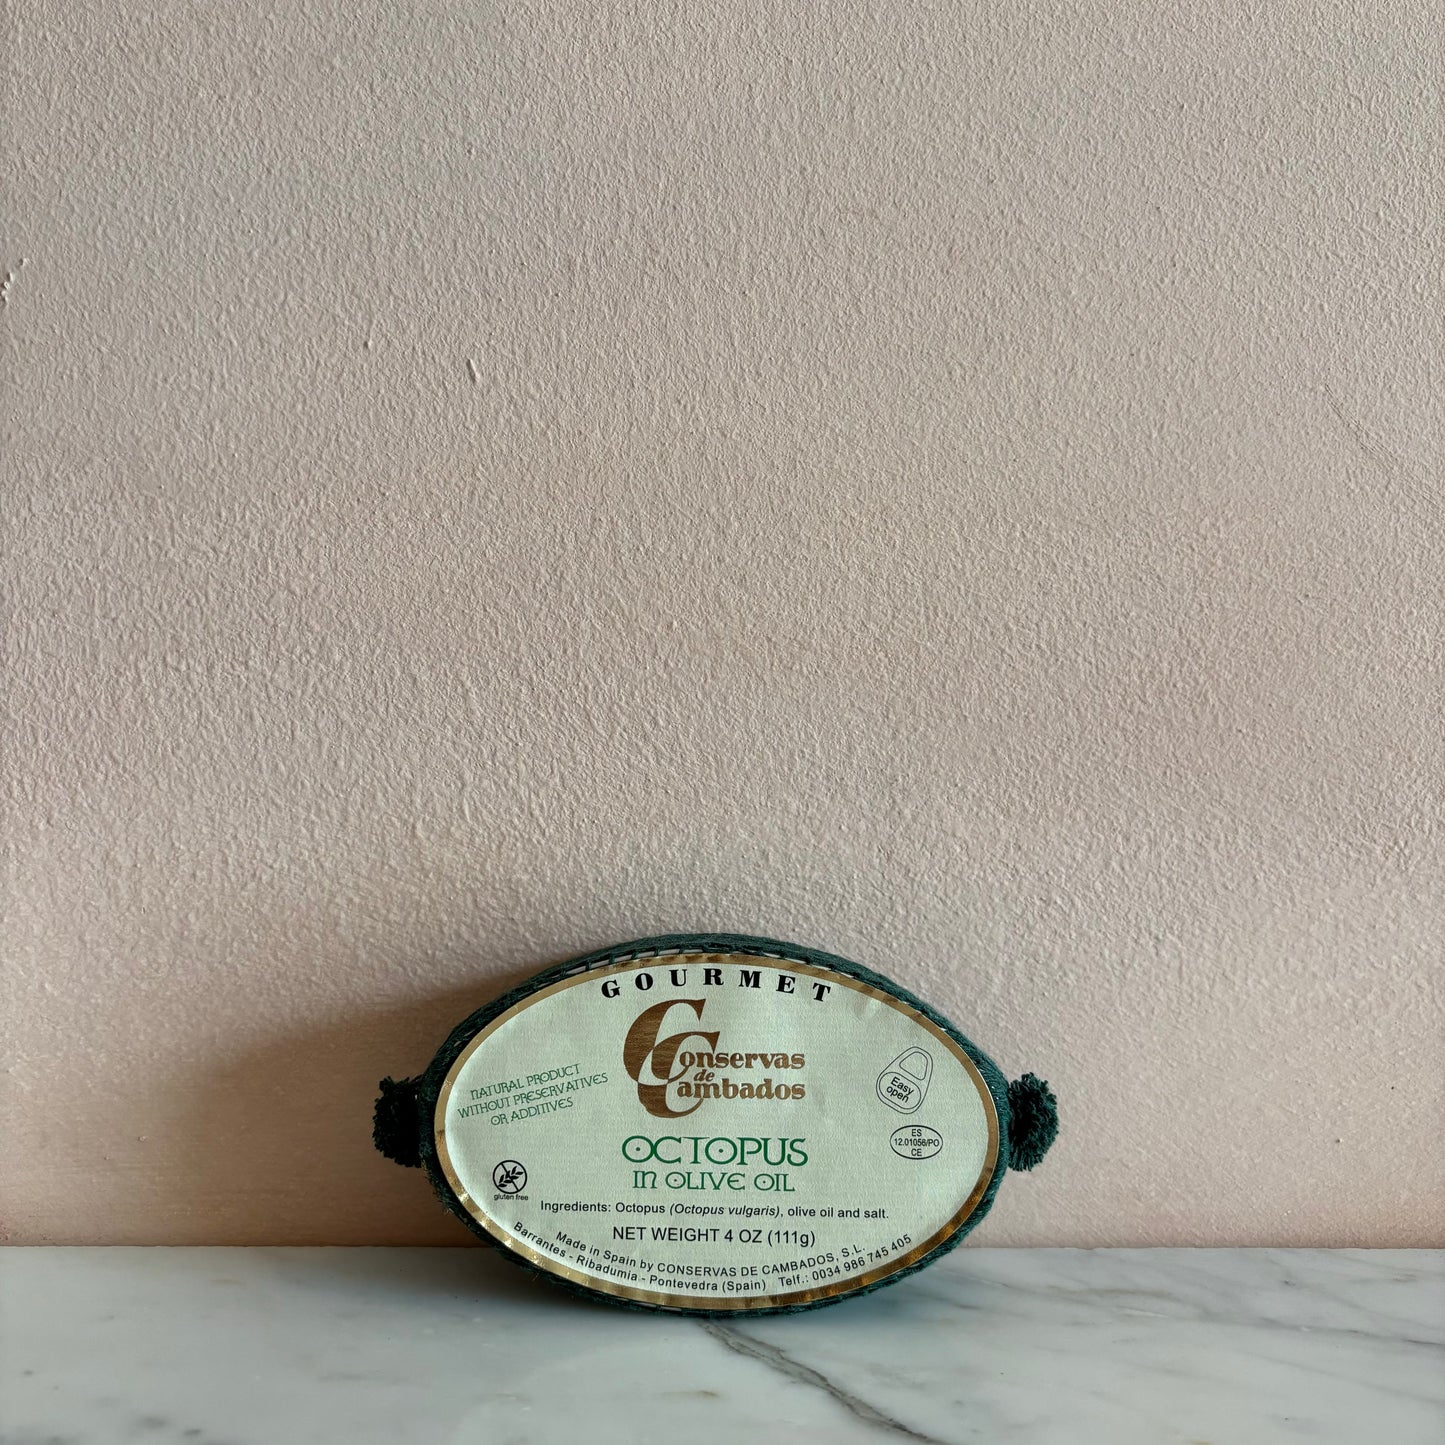 GOURMET
Conservas
de
Cambados
NATURAL PRODUCT
WITHOUT PRESERVATIVES
OR ADDITIVES
Easy
open
ES
12.01056/PO
CE
OCTOPUS
IN OLIVE OIL
gluten free
Ingredients: Octopus (Octopus vulgaris), olive oil and salt.
NET WEIGHT 4 OZ (111g)
Made in Spain by CONSERVAS DE CAMBADOS, S.L.
Barrantes - Ribadumia - Pontevedra (Spain) Telf.: 0034 986 745 405